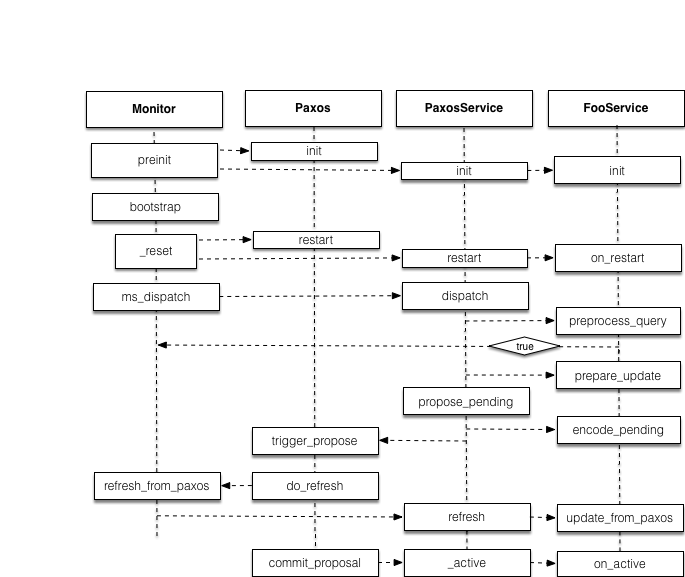 Monitor
Paxos
PaxosService
FooService
preinit
init
init
init
bootstrap
_reset
restart
restart
on_restart
ms_dispatch
dispatch
preprocess_query
true
prepare_update
propose_pending
encode_pending
trigger_propose
refresh_from_paxos
do_refresh
refresh
update_from_paxos
commit_proposal
_active
on_active